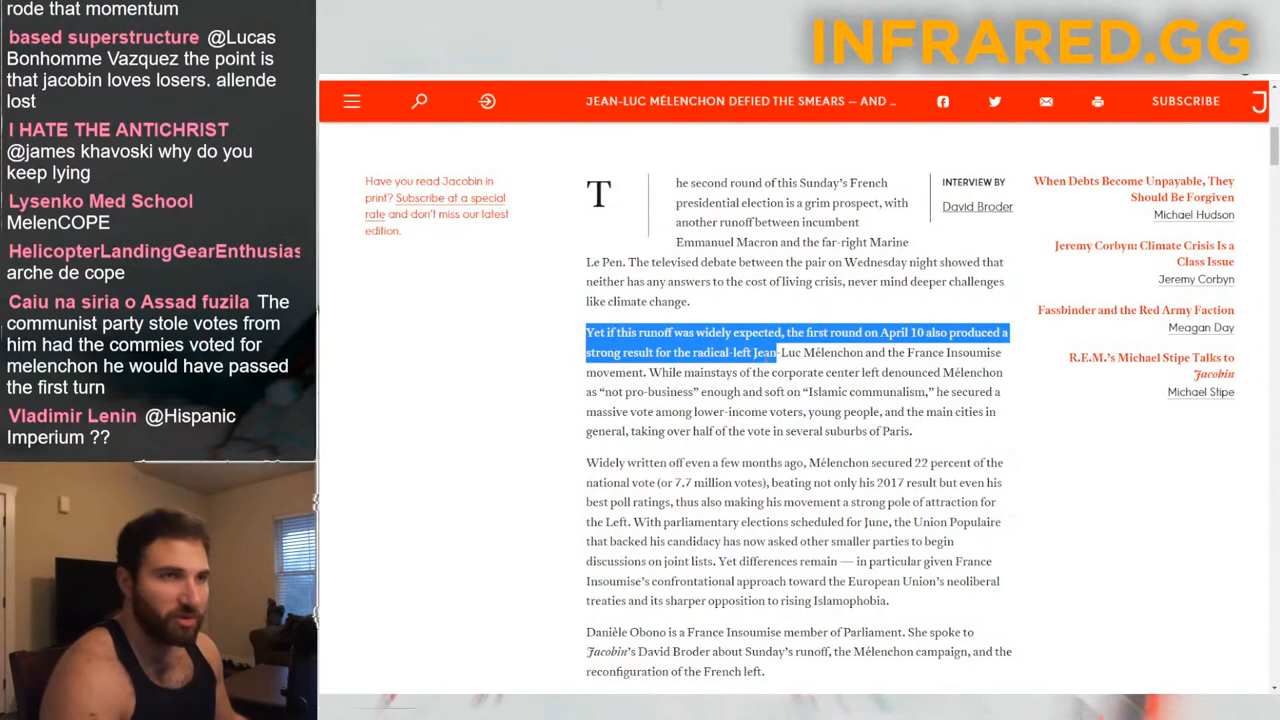 rode that momentum
based superstructure @Lucas
Bonhomme Vazquez the point is
that jacobin loves losers. allende
lost
I HATE THE ANTICHRIST
@james khavoski why do you
keep lying
Lysenko Med School
MelenCOPE
HelicopterLandingGearEnthusias
arche de cope
Caiu na siria o Assad fuzila The
communist party stole votes from
him had the commies voted for
melenchon he would have passed
the first turn
Vladimir Lenin @Hispanic
Imperium ??
INFRARED.GG
JEAN-LUC MÉLENCHON DEFIED THE SMEARS — AND ...
SUBSCRIBE
J
Have you read Jacobin in
print? Subscribe at a special
rate and don't miss our latest
edition.
The second round of this Sunday's French
presidential election is a grim prospect, with
another runoff between incumbent
Emmanuel Macron and the far-right Marine
Le Pen. The televised debate between the pair on Wednesday night showed that
neither has any answers to the cost of living crisis, never mind deeper challenges
like climate change.
Yet if this runoff was widely expected, the first round on April 10 also produced a
strong result for the radical-left Jean-Luc Mélenchon and the France Insoumise
movement. While mainstays of the corporate center left denounced Mélenchon
as “not pro-business” enough and soft on “Islamic communalism,” he secured a
massive vote among lower-income voters, young people, and the main cities in
general, taking over half of the vote in several suburbs of Paris.
Widely written off even a few months ago, Mélenchon secured 22 percent of the
national vote (or 7.7 million votes), beating not only his 2017 result but even his
best poll ratings, thus also making his movement a strong pole of attraction for
the Left. With parliamentary elections scheduled for June, the Union Populaire
that backed his candidacy has now asked other smaller parties to begin
discussions on joint lists. Yet differences remain — in particular given France
Insoumise's confrontational approach toward the European Union's neoliberal
treaties and its sharper opposition to rising Islamophobia.
Danièle Obono is a France Insoumise member of Parliament. She spoke to
Jacobin's David Broder about Sunday's runoff, the Mélenchon campaign, and the
reconfiguration of the French left.
INTERVIEW BY
David Broder
When Debts Become Unpayable, They
Should Be Forgiven
Michael Hudson
Jeremy Corbyn: Climate Crisis Is a
Class Issue
Jeremy Corbyn
Fassbinder and the Red Army Faction
Meagan Day
R.E.M.'s Michael Stipe Talks to
Jacobin
Michael Stipe